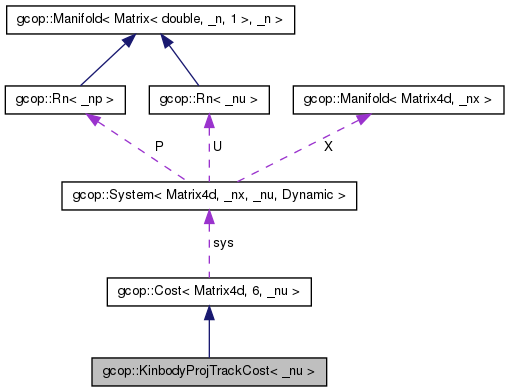 gcop::Manifold< Matrix< double, _n, 1 >, _n >
gcop::Rn< _np >
gcop::Rn< _nu >
gcop::Manifold< Matrix4d, _nx >
P
U
X
gcop::System< Matrix4d, _nx, _nu, Dynamic >
sys
gcop::Cost< Matrix4d, 6, _nu >
gcop::KinbodyProjTrackCost< _nu >